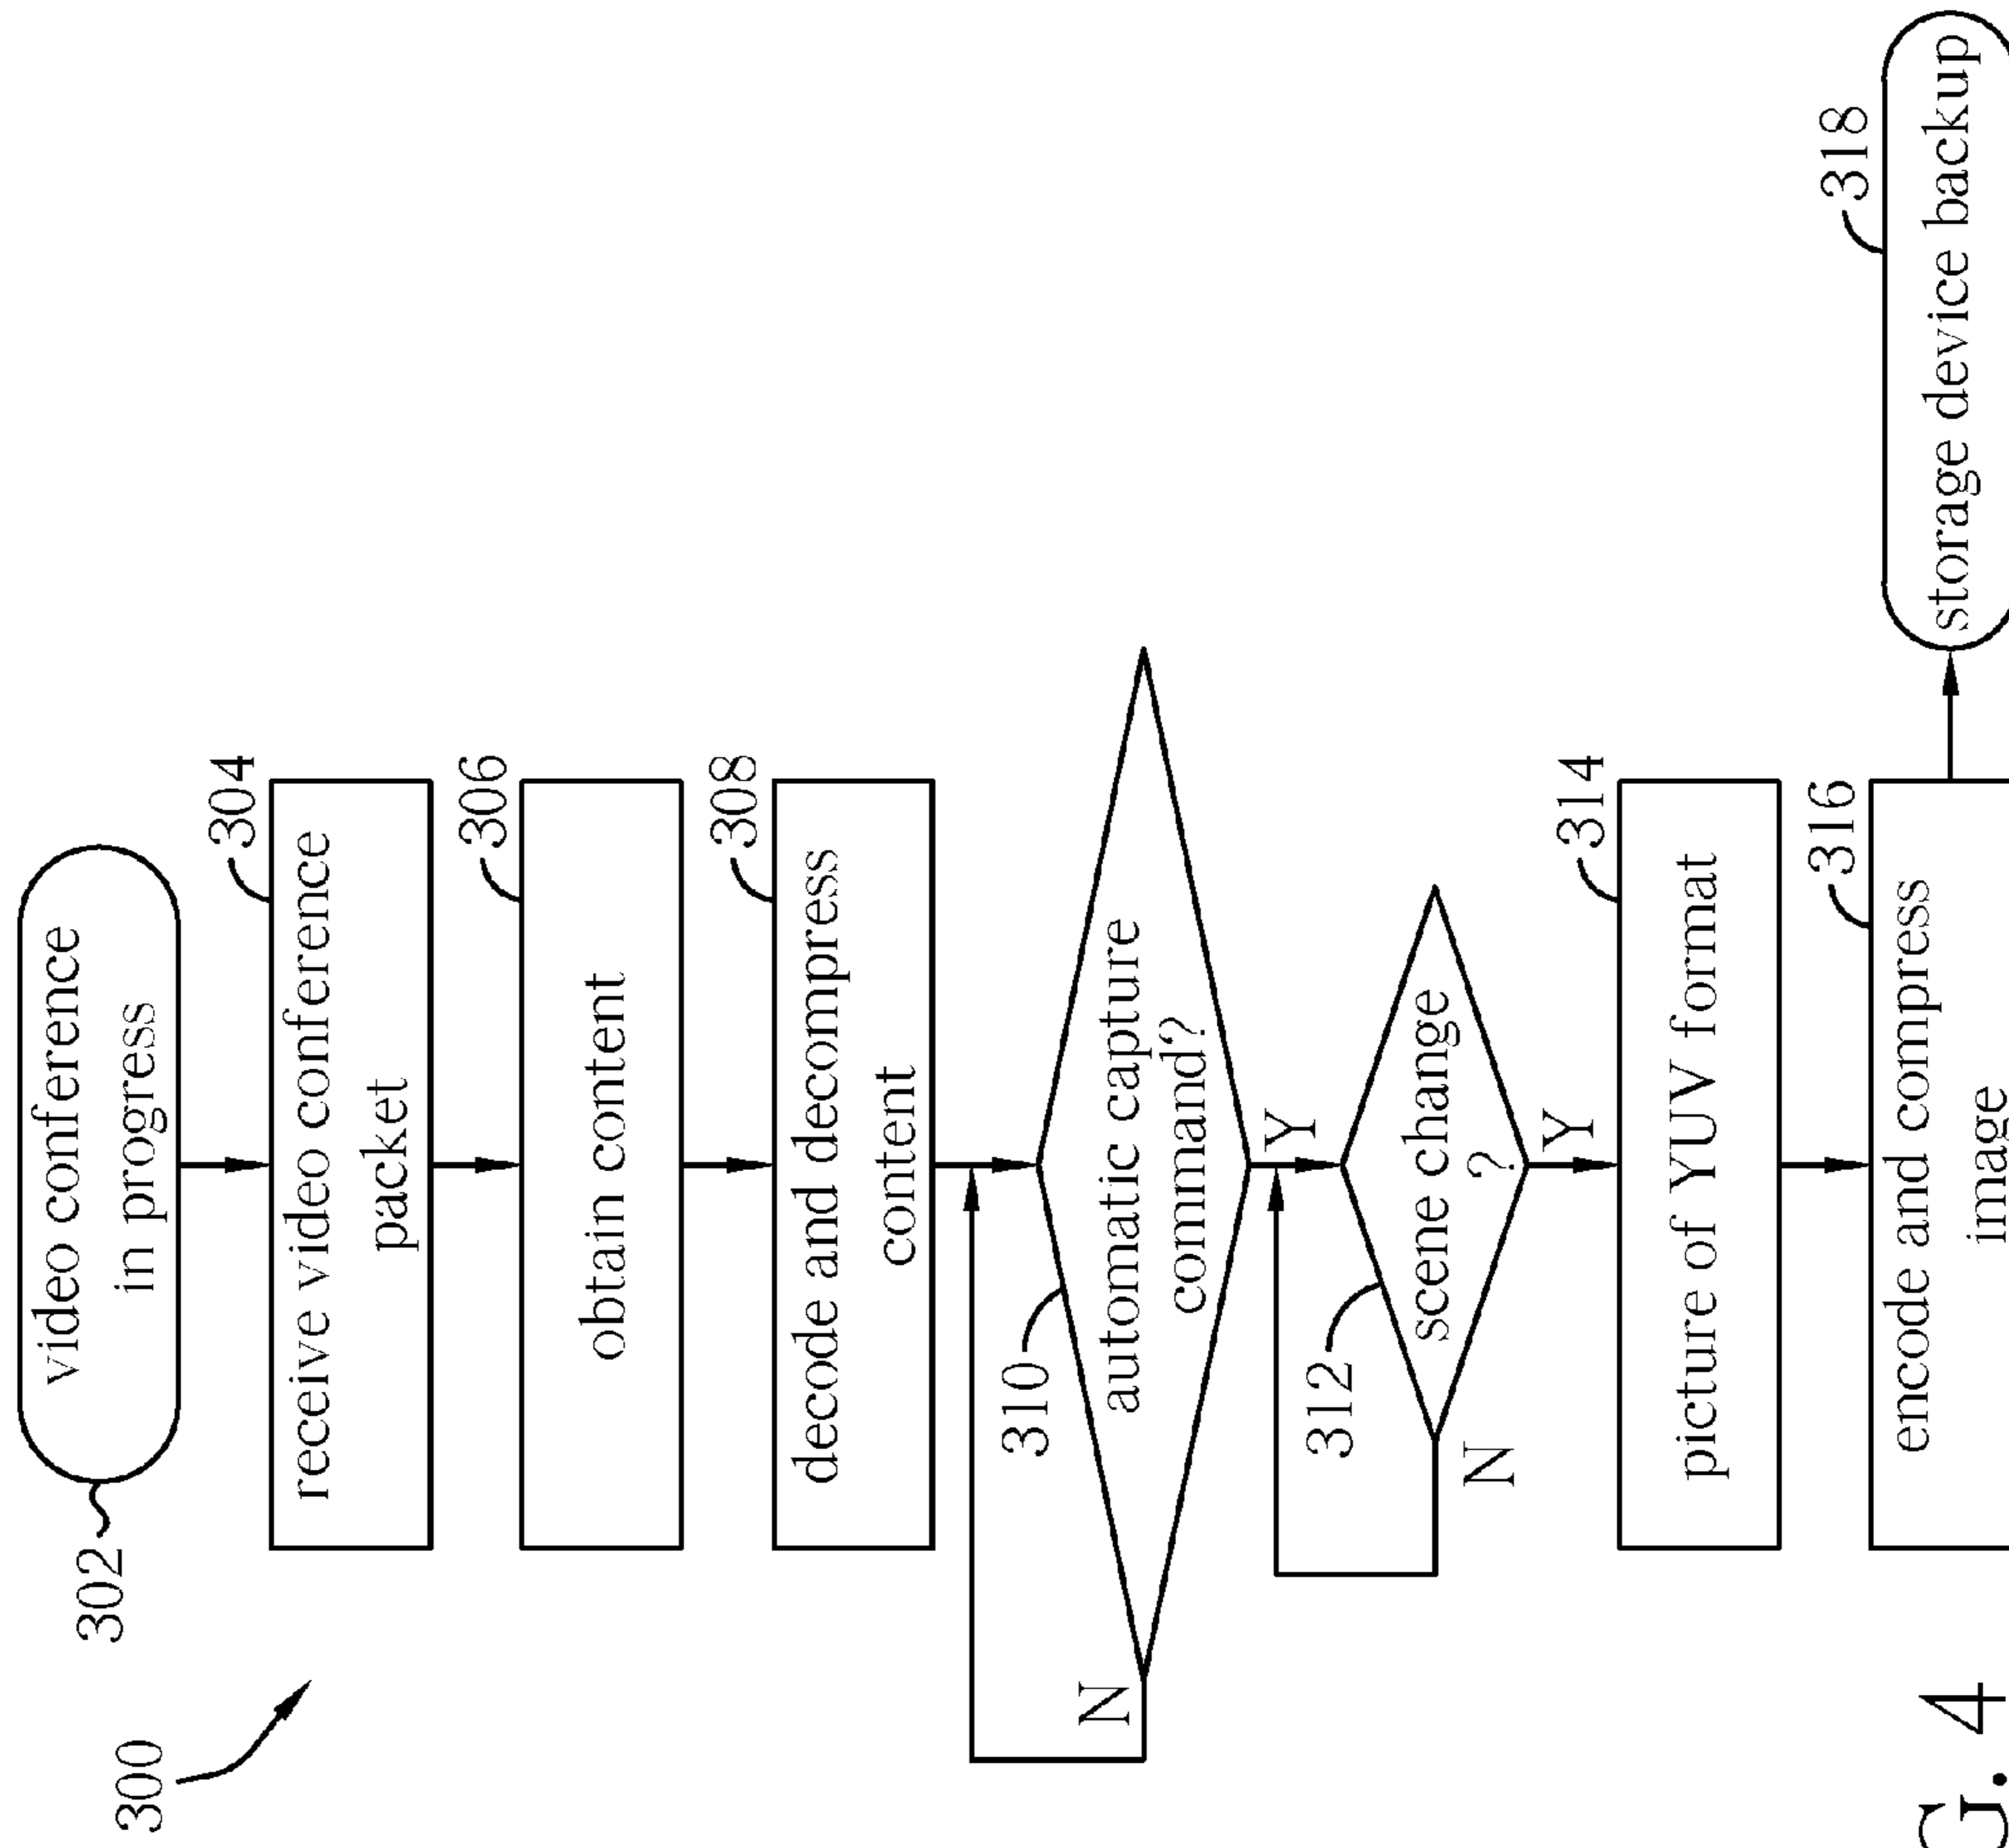 300
302
video conference
in progress
304
receive video conference
packet
306
obtain content
308
decode and decompress
content
310
automatic capture
command?
N
Y
312
scene change
?
N
Y
314
picture of YUV format
316
encode and compress
image
318
storage device backup
G. 4